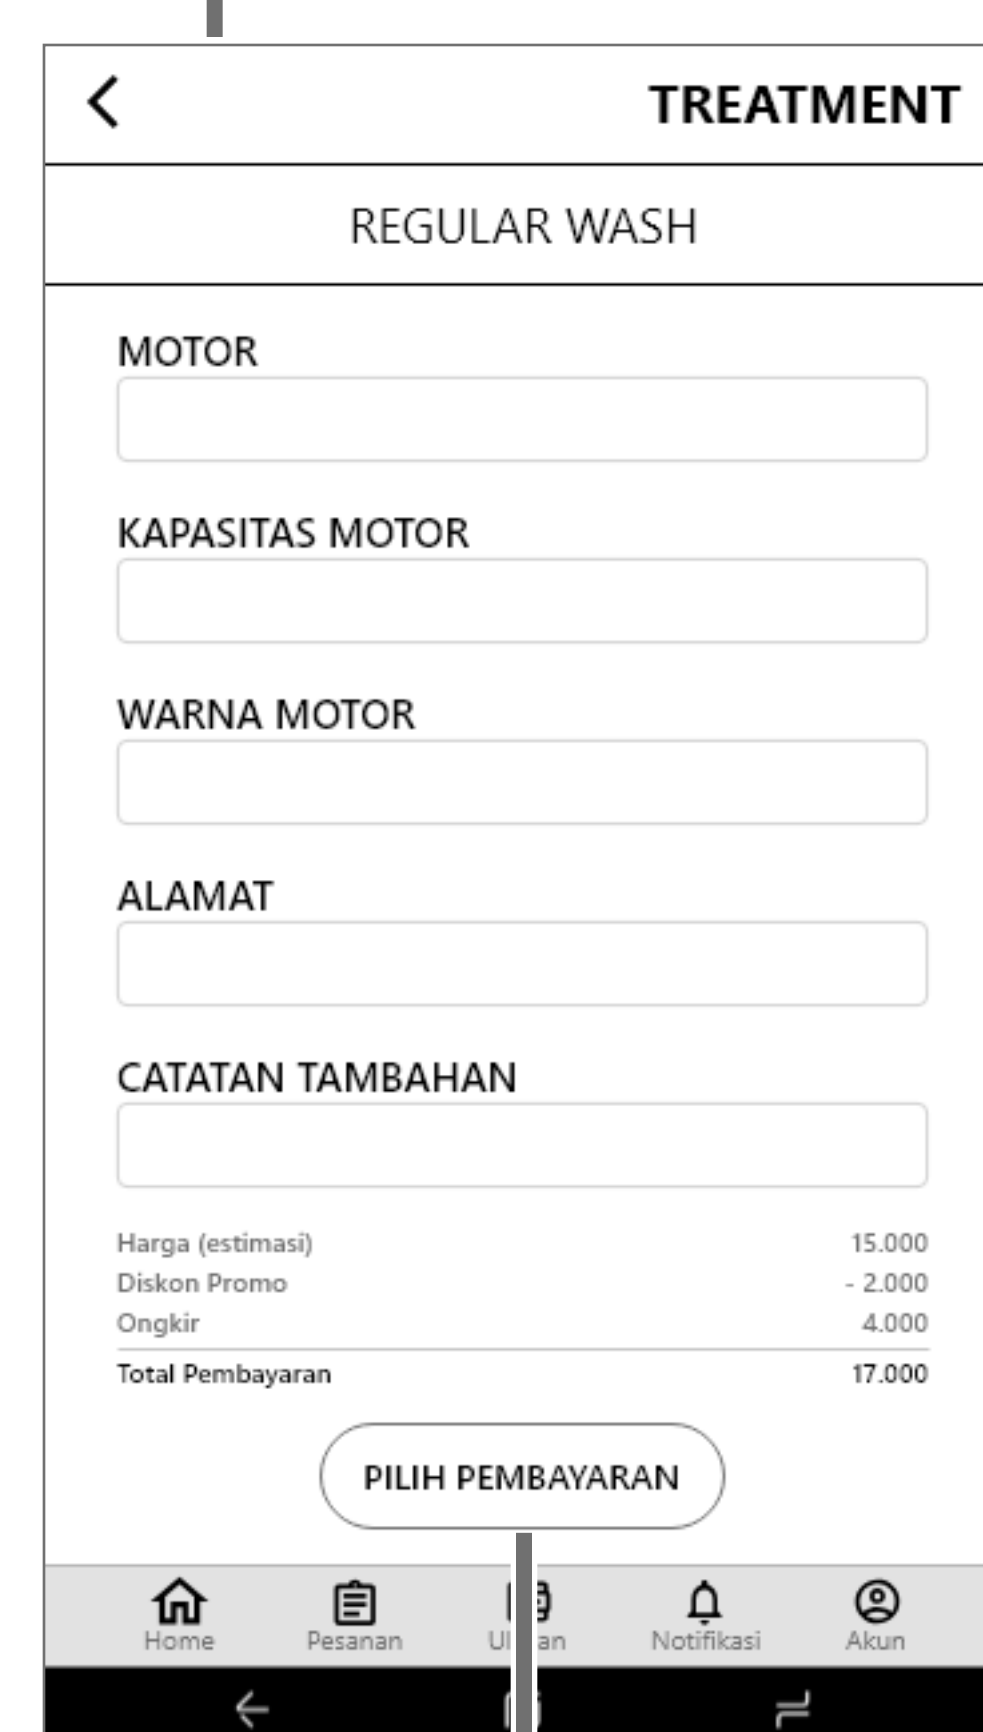 TREATMENT
REGULAR WASH
MOTOR
KAPASITAS MOTOR
WARNA MOTOR
ALAMAT
CATATAN TAMBAHAN
Harga (estimasi) 15.000
Diskon Promo - 2.000
Ongkir 4.000
Total Pembayaran 17.000
PILIH PEMBAYARAN
Home Pesanan Notifikasi Akun